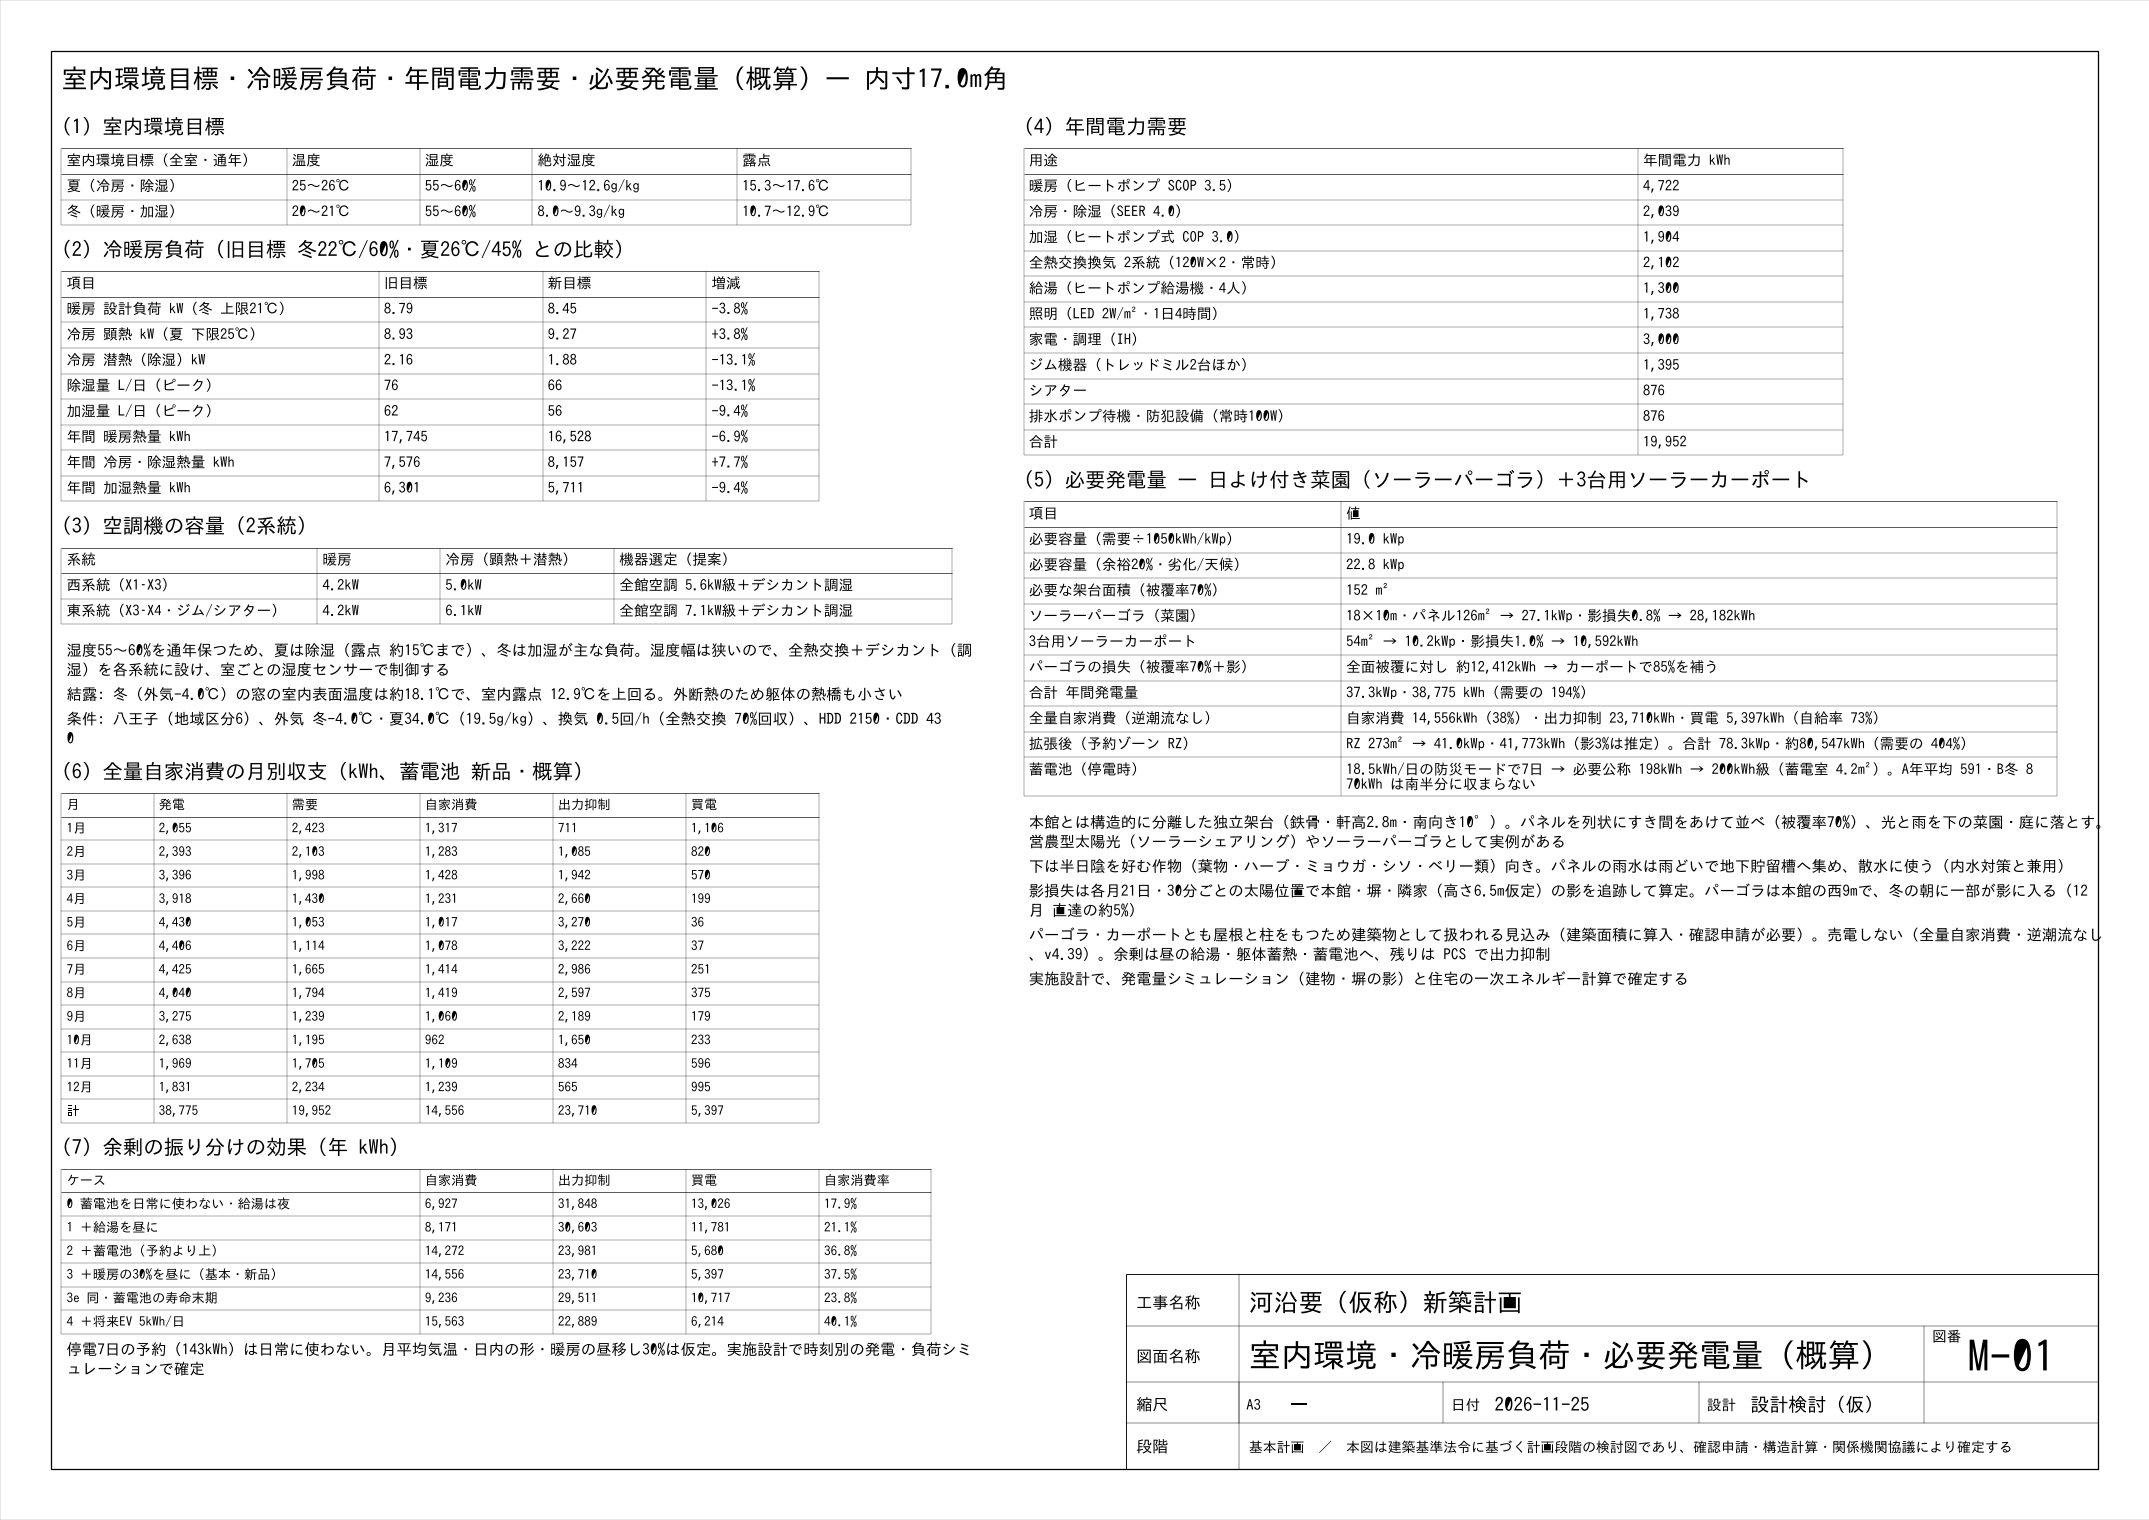 室内環境目標・冷暖房負荷・年間電力需要・必要発電量（概算）― 内寸17.0m角
(1) 室内環境目標
室内環境目標（全室・通年） 温度 湿度 絶対湿度 露点
夏（冷房・除湿） 25～26℃ 55～60% 10.9～12.6g/kg 15.3～17.6℃
冬（暖房・加湿） 20～21℃ 55～60% 8.0～9.3g/kg 10.7～12.9℃
(2) 冷暖房負荷（旧目標 冬22℃/60%・夏26℃/45% との比較）
項目 旧目標 新目標 増減
暖房 設計負荷 kW（冬 上限21℃） 8.79 8.45 -3.8%
冷房 顕熱 kW（夏 下限25℃） 8.93 9.27 +3.8%
冷房 潜熱（除湿）kW 2.16 1.88 -13.1%
除湿量 L/日（ピーク） 76 66 -13.1%
加湿量 L/日（ピーク） 62 56 -9.4%
年間 暖房熱量 kWh 17,745 16,528 -6.9%
年間 冷房・除湿熱量 kWh 7,576 8,157 +7.7%
年間 加湿熱量 kWh 6,301 5,711 -9.4%
(3) 空調機の容量（2系統）
系統 暖房 冷房（顕熱＋潜熱） 機器選定（提案）
西系統（X1-X3） 4.2kW 5.0kW 全館空調 5.6kW級＋デシカント調湿
東系統（X3-X4・ジム/シアター） 4.2kW 6.1kW 全館空調 7.1kW級＋デシカント調湿
湿度55～60%を通年保つため、夏は除湿（露点 約15℃まで）、冬は加湿が主な負荷。湿度幅は狭いので、全熱交換＋デシカント（調
湿）を各系統に設け、室ごとの湿度センサーで制御する
結露: 冬（外気-4.0℃）の窓の室内表面温度は約18.1℃で、室内露点 12.9℃を上回る。外断熱のため躯体の熱橋も小さい
条件: 八王子（地域区分6）、外気 冬-4.0℃・夏34.0℃（19.5g/kg）、換気 0.5回/h（全熱交換 70%回収）、HDD 2150・CDD 43
0
(6) 全量自家消費の月別収支（kWh、蓄電池 新品・概算）
月 発電 需要 自家消費 出力抑制 買電
1月 2,055 2,423 1,317 711 1,106
2月 2,393 2,103 1,283 1,085 820
3月 3,396 1,998 1,428 1,942 570
4月 3,918 1,430 1,231 2,660 199
5月 4,430 1,053 1,017 3,270 36
6月 4,406 1,114 1,078 3,222 37
7月 4,425 1,665 1,414 2,986 251
8月 4,040 1,794 1,419 2,597 375
9月 3,275 1,239 1,060 2,189 179
10月 2,638 1,195 962 1,650 233
11月 1,969 1,705 1,109 834 596
12月 1,831 2,234 1,239 565 995
計 38,775 19,952 14,556 23,710 5,397
(7) 余剰の振り分けの効果（年 kWh）
ケース 自家消費 出力抑制 買電 自家消費率
0 蓄電池を日常に使わない・給湯は夜 6,927 31,848 13,026 17.9%
1 ＋給湯を昼に 8,171 30,603 11,781 21.1%
2 ＋蓄電池（予約より上） 14,272 23,981 5,680 36.8%
3 ＋暖房の30%を昼に（基本・新品） 14,556 23,710 5,397 37.5%
3e 同・蓄電池の寿命末期 9,236 29,511 10,717 23.8%
4 ＋将来EV 5kWh/日 15,563 22,889 6,214 40.1%
停電7日の予約（143kWh）は日常に使わない。月平均気温・日内の形・暖房の昼移し30%は仮定。実施設計で時刻別の発電・負荷シミ
ュレーションで確定
(4) 年間電力需要
用途 年間電力 kWh
暖房（ヒートポンプ SCOP 3.5） 4,722
冷房・除湿（SEER 4.0） 2,039
加湿（ヒートポンプ式 COP 3.0） 1,904
全熱交換換気 2系統（120W×2・常時） 2,102
給湯（ヒートポンプ給湯機・4人） 1,300
照明（LED 2W/㎡・1日4時間） 1,738
家電・調理（IH） 3,000
ジム機器（トレッドミル2台ほか） 1,395
シアター 876
排水ポンプ待機・防犯設備（常時100W） 876
合計 19,952
(5) 必要発電量 ― 日よけ付き菜園（ソーラーパーゴラ）＋3台用ソーラーカーポート
項目 値
必要容量（需要÷1050kWh/kWp） 19.0 kWp
必要容量（余裕20%・劣化/天候） 22.8 kWp
必要な架台面積（被覆率70%） 152 ㎡
ソーラーパーゴラ（菜園） 18×10m・パネル126㎡ → 27.1kWp・影損失0.8% → 28,182kWh
3台用ソーラーカーポート 54㎡ → 10.2kWp・影損失1.0% → 10,592kWh
パーゴラの損失（被覆率70%＋影） 全面被覆に対し 約12,412kWh → カーポートで85%を補う
合計 年間発電量 37.3kWp・38,775 kWh（需要の 194%）
全量自家消費（逆潮流なし） 自家消費 14,556kWh（38%）・出力抑制 23,710kWh・買電 5,397kWh（自給率 73%）
拡張後（予約ゾーン RZ） RZ 273㎡ → 41.0kWp・41,773kWh（影3%は推定）。合計 78.3kWp・約80,547kWh（需要の 404%）
蓄電池（停電時） 18.5kWh/日の防災モードで7日 → 必要公称 198kWh → 200kWh級（蓄電室 4.2㎡）。A年平均 591・B冬 8
70kWh は南半分に収まらない
本館とは構造的に分離した独立架台（鉄骨・軒高2.8m・南向き10°）。パネルを列状にすき間をあけて並べ（被覆率70%）、光と雨を下の菜園・庭に落とす。
営農型太陽光（ソーラーシェアリング）やソーラーパーゴラとして実例がある
下は半日陰を好む作物（葉物・ハーブ・ミョウガ・シソ・ベリー類）向き。パネルの雨水は雨どいで地下貯留槽へ集め、散水に使う（内水対策と兼用）
影損失は各月21日・30分ごとの太陽位置で本館・塀・隣家（高さ6.5m仮定）の影を追跡して算定。パーゴラは本館の西9mで、冬の朝に一部が影に入る（12
月 直達の約5%）
パーゴラ・カーポートとも屋根と柱をもつため建築物として扱われる見込み（建築面積に算入・確認申請が必要）。売電しない（全量自家消費・逆潮流なし
、v4.39）。余剰は昼の給湯・躯体蓄熱・蓄電池へ、残りは PCS で出力抑制
実施設計で、発電量シミュレーション（建物・塀の影）と住宅の一次エネルギー計算で確定する
工事名称 河沿要（仮称）新築計画
図面名称 室内環境・冷暖房負荷・必要発電量（概算） 図番 M-01
縮尺 A3 ― 日付 2026-11-25 設計 設計検討（仮）
段階 基本計画 ／ 本図は建築基準法令に基づく計画段階の検討図であり、確認申請・構造計算・関係機関協議により確定する